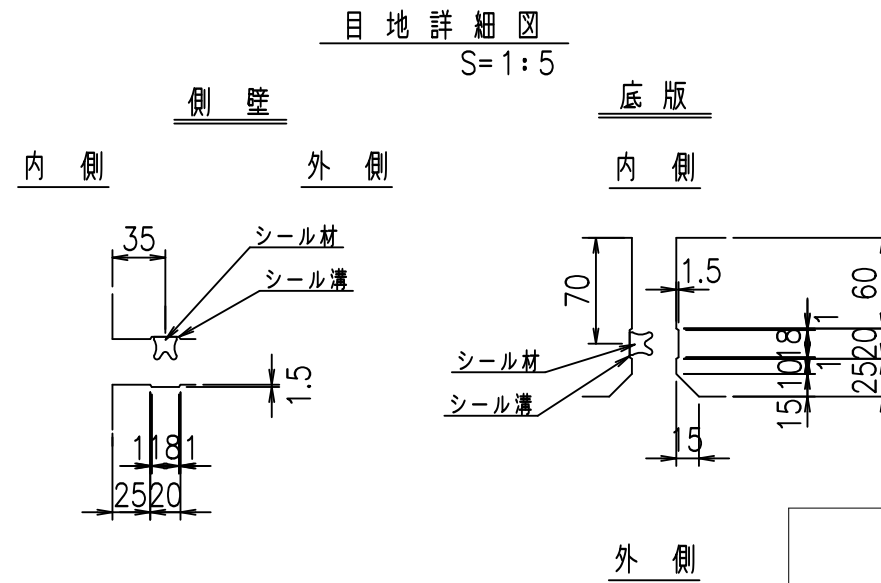 目地詳細図
S=1:5
側壁
底版
内側
外側
内側
35
シール材
シール溝
1.5
1 18 1
25 20
70
1.5
60
1
18
20
1
10
25
15
シール材
シール溝
15
外側